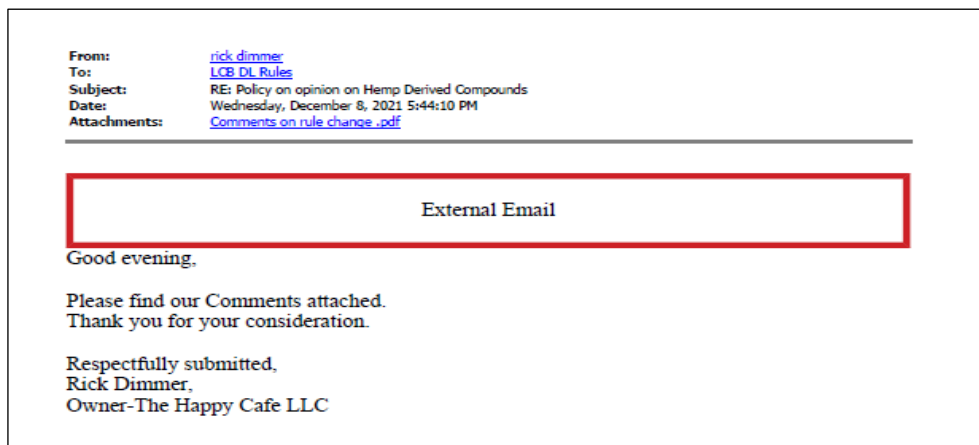 From: rick dimmer
To: LCB DL Rules
Subject: RE: Policy on opinion on Hemp Derived Compounds
Date: Wednesday, December 8, 2021 5:44:10 PM
Attachments: Comments on rule change .pdf
External Email
Good evening,
Please find our Comments attached.
Thank you for your consideration.
Respectfully submitted,
Rick Dimmer,
Owner-The Happy Cafe LLC